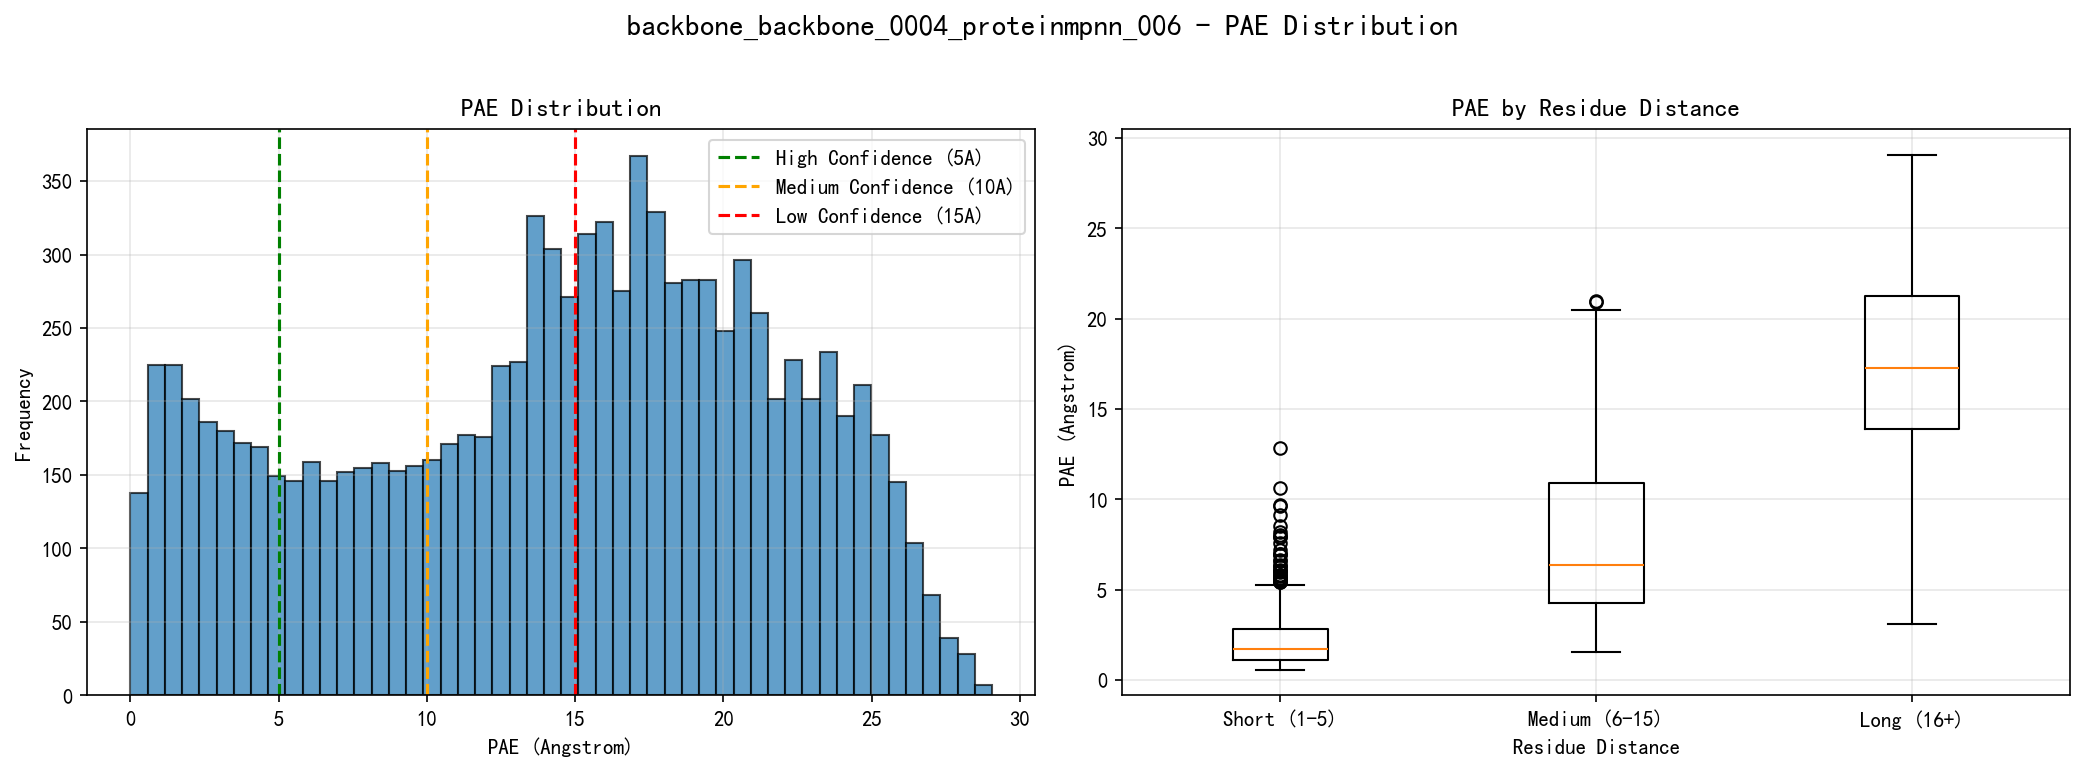 backbone_backbone_0004_proteinmpnn_006 - PAE Distribution
PAE Distribution
High Confidence (5A)
Medium Confidence (10A)
Low Confidence (15A)
Frequency
350
300
250
200
150
100
50
0
0 5 10 15 20 25 30
PAE (Angstrom)
PAE by Residue Distance
PAE (Angstrom)
30
25
20
15
10
5
0
Short (1-5) Medium (6-15) Long (16+)
Residue Distance